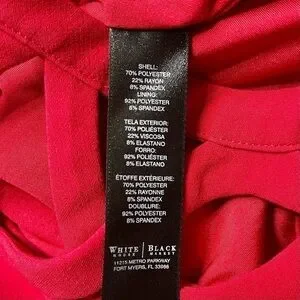 SHELL:
70% POLYESTER
22% RAYON
8% SPANDEX
LINING:
92% POLYESTER
8% SPANDEX
TELA EXTERIOR:
70% POLIÉSTER
22% VISCOSA
8% ELASTANO
FORRO:
92% POLIÉSTER
8% ELASTANO
ÉTOFFE EXTÉRIEURE:
70% POLYESTER
22% RAYONNE
8% SPANDEX
DOUBLURE:
92% POLYESTER
8% SPANDEX
WHITE | BLACK
HOUSE | MARKET
11215 METRO PARKWAY
FORT MYERS, FL 33966